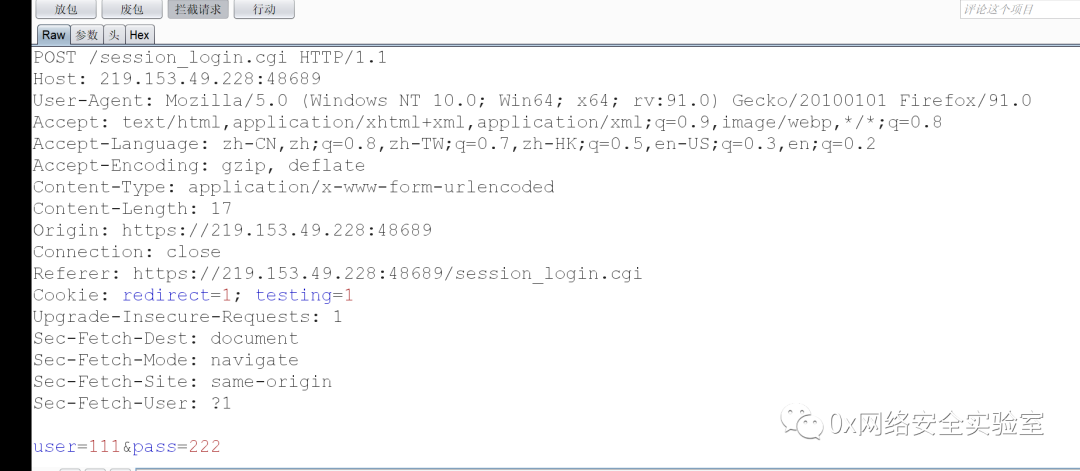 放包 废包 拦截请求 行动 评论这个项目
Raw 参数 头 Hex
POST /session_login.cgi HTTP/1.1
Host: 219.153.49.228:48689
User-Agent: Mozilla/5.0 (Windows NT 10.0; Win64; x64; rv:91.0) Gecko/20100101 Firefox/91.0
Accept: text/html,application/xhtml+xml,application/xml;q=0.9,image/webp,*/*;q=0.8
Accept-Language: zh-CN,zh;q=0.8,zh-TW;q=0.7,zh-HK;q=0.5,en-US;q=0.3,en;q=0.2
Accept-Encoding: gzip, deflate
Content-Type: application/x-www-form-urlencoded
Content-Length: 17
Origin: https://219.153.49.228:48689
Connection: close
Referer: https://219.153.49.228:48689/session_login.cgi
Cookie: redirect=1; testing=1
Upgrade-Insecure-Requests: 1
Sec-Fetch-Dest: document
Sec-Fetch-Mode: navigate
Sec-Fetch-Site: same-origin
Sec-Fetch-User: ?1
0x网络安全实验室
user=111&pass=222